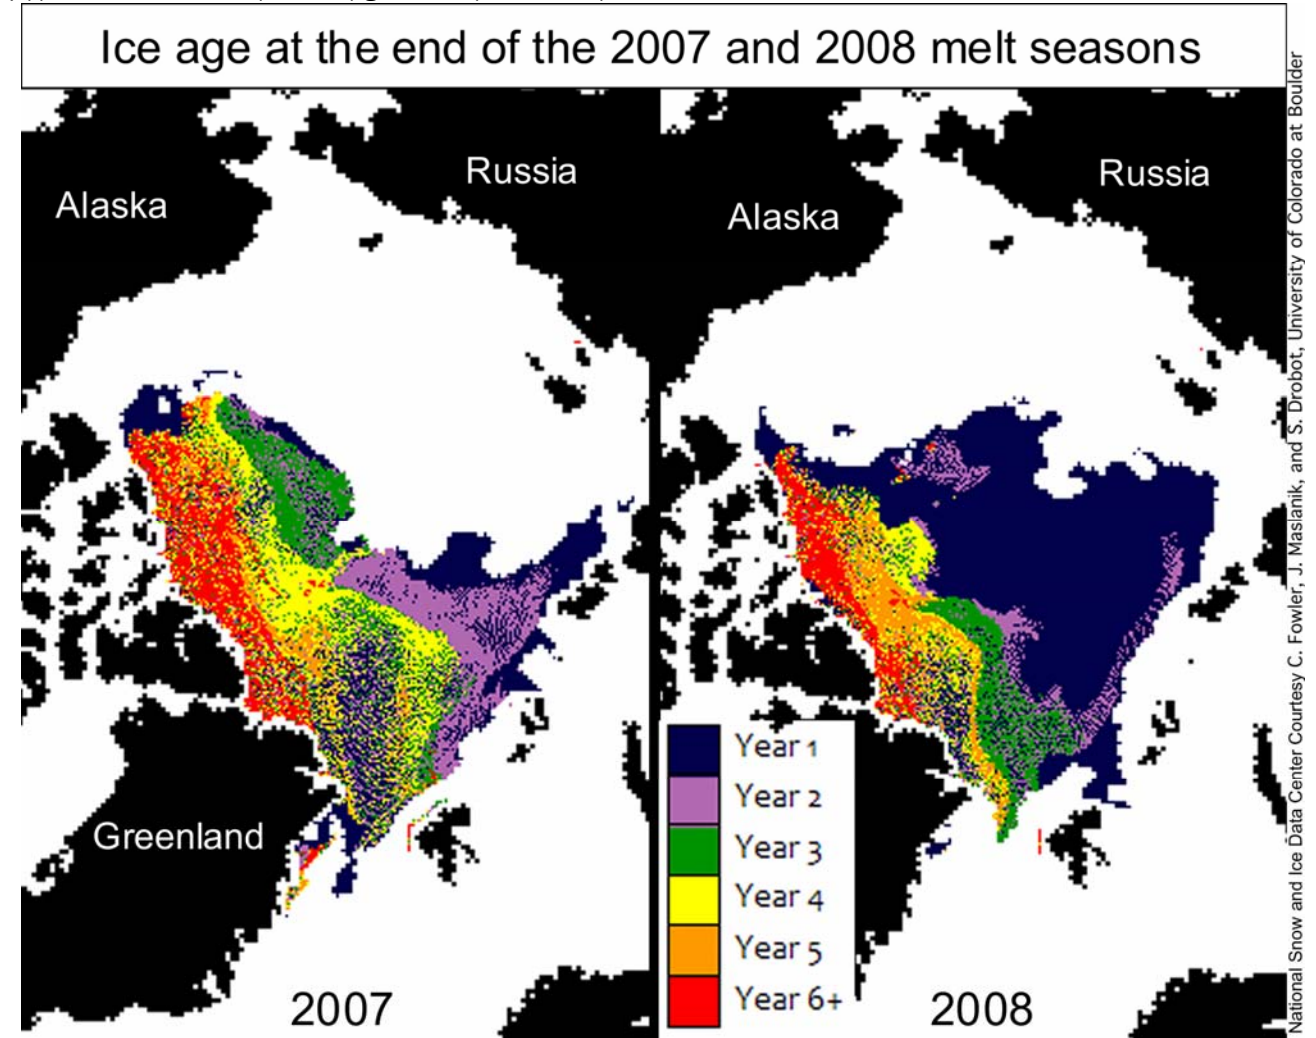 Ice age at the end of the 2007 and 2008 melt seasons
Alaska
Russia
Greenland
2007
Alaska
Russia
Year 1
Year 2
Year 3
Year 4
Year 5
Year 6+
2008
National Snow and Ice Data Center Courtesy C. Fowler, J. Maslanik, and S. Drobot, University of Colorado at Boulder